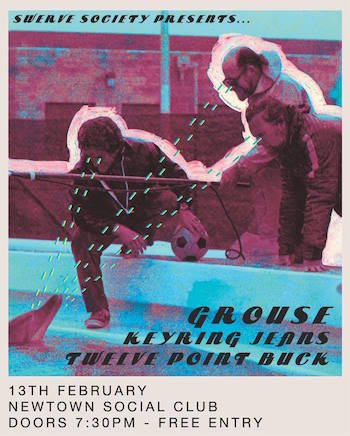 SWERVE SOCIETY PRESENTS...
GROUSE
KEYRING JEANS
TWELVE POINT BUCK
13TH FEBRUARY
NEWTOWN SOCIAL CLUB
DOORS 7:30PM - FREE ENTRY